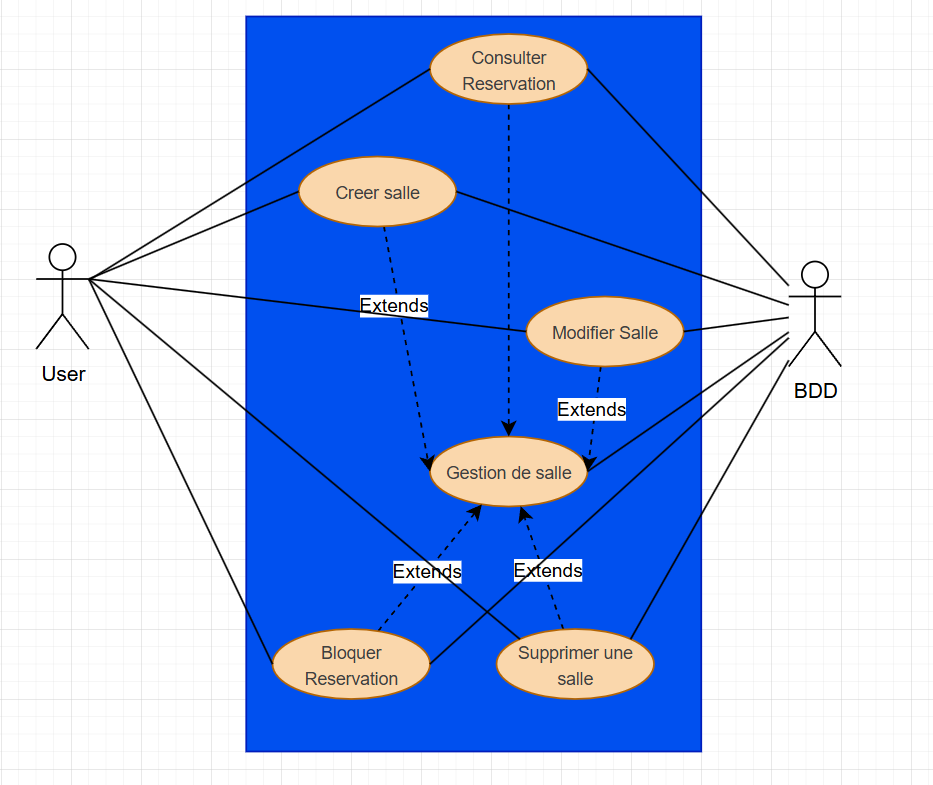 Consulter
Reservation
Creer salle
Extends
User
Modifier Salle
BDD
Extends
Gestion de salle
Extends
Extends
Bloquer
Reservation
Supprimer une
salle